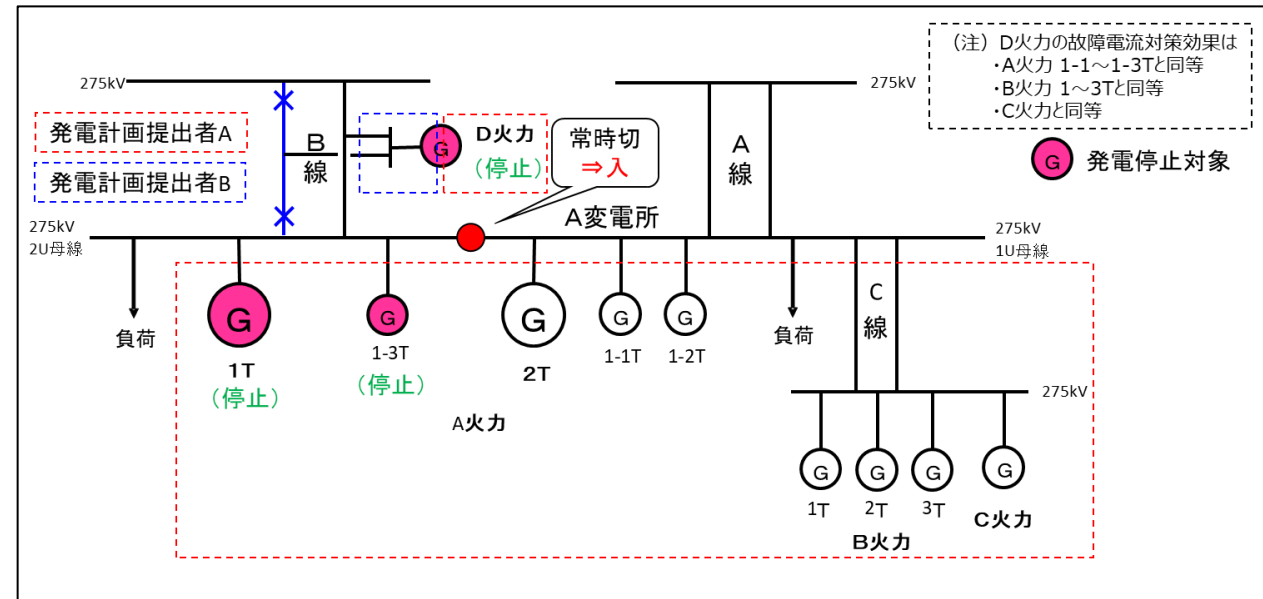 （注）D火力の故障電流対策効果は
・A火力 1-1～1-3Tと同等
・B火力 1～3Tと同等
・C火力と同等
G 発電停止対象
275kV
275kV
発電計画提出者A
発電計画提出者B
B線
G
D火力
（停止）
常時切
⇒入
A線
A変電所
275kV
2U母線
275kV
1U母線
負荷
G
1T
（停止）
G
1-3T
（停止）
G
2T
G
1-1T
G
1-2T
負荷
C線
A火力
275kV
G
1T
G
2T
G
3T
G
B火力
C火力